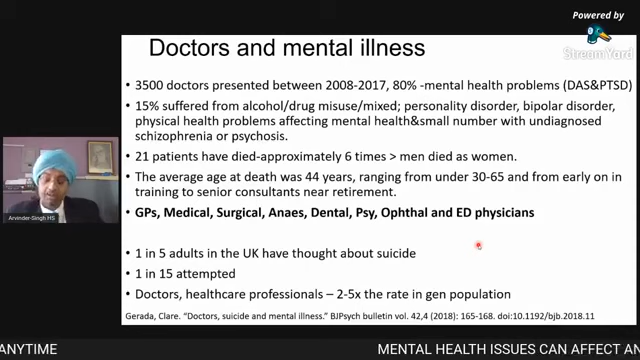 Powered by
StreamYard
Doctors and mental illness
• 3500 doctors presented between 2008-2017, 80% -mental health problems (DAS&PTSD)
• 15% suffered from alcohol/drug misuse/mixed; personality disorder, bipolar disorder,
physical health problems affecting mental health&small number with undiagnosed
schizophrenia or psychosis.
• 21 patients have died-approximately 6 times > men died as women.
• The average age at death was 44 years, ranging from under 30-65 and from early on in
training to senior consultants near retirement.
• GPs, Medical, Surgical, Anaes, Dental, Psy, Ophthal and ED physicians
• 1 in 5 adults in the UK have thought about suicide
• 1 in 15 attempted
• Doctors, healthcare professionals – 2-5x the rate in gen population
Gerada, Clare. “Doctors, suicide and mental illness.” BJPsych bulletin vol. 42,4 (2018): 165-168. doi:10.1192/bjb.2018.11
Arvinder-Singh HS
ANYTIME MENTAL HEALTH ISSUES CAN AFFECT AN